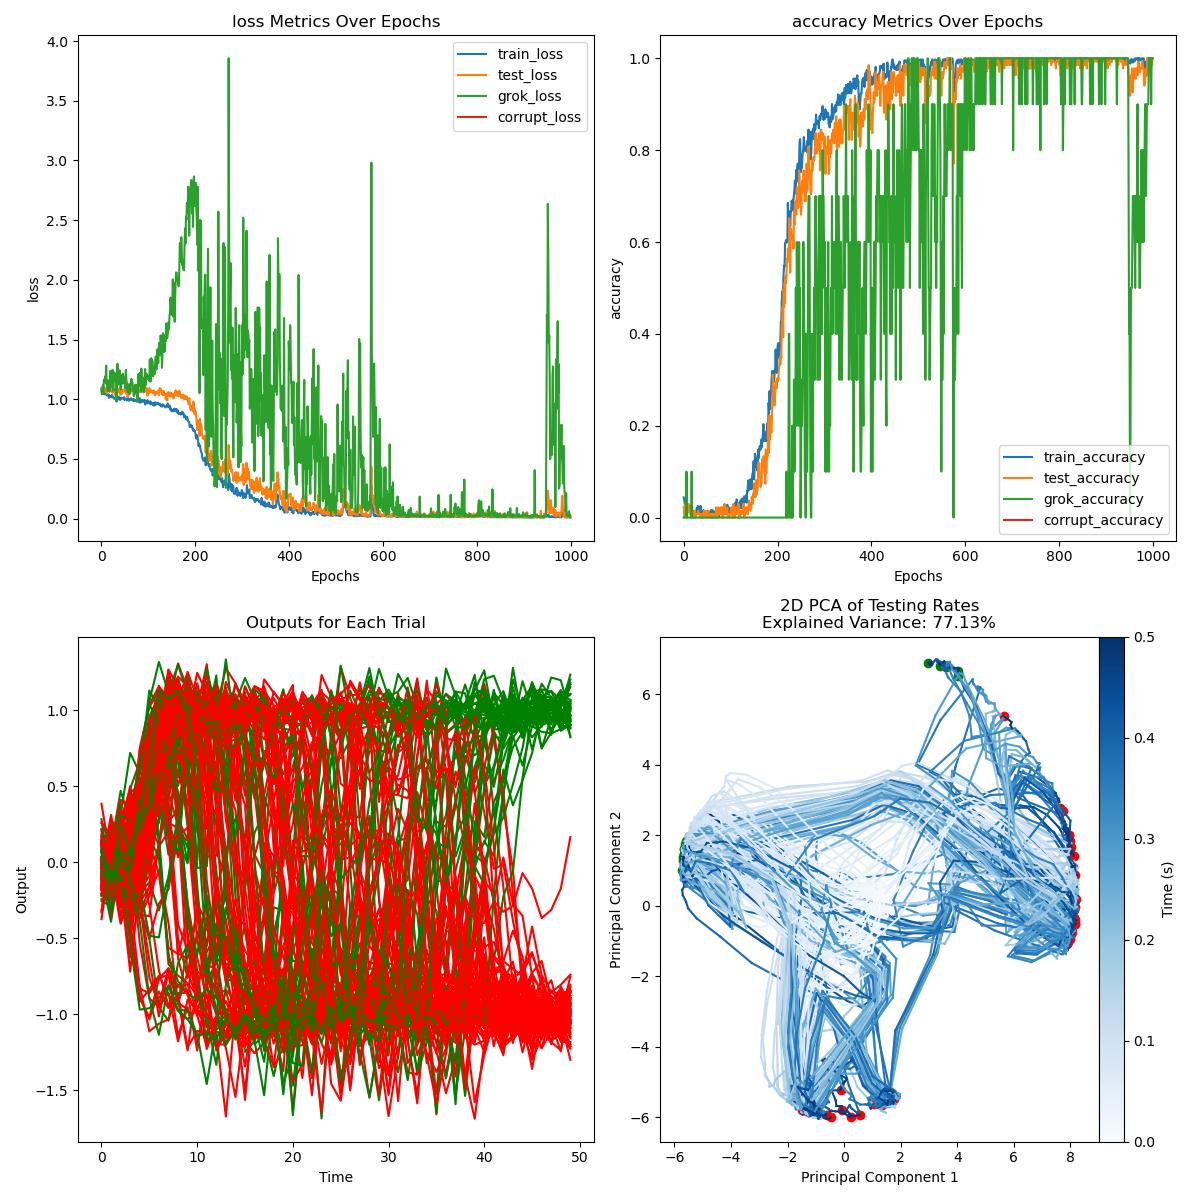 loss Metrics Over Epochs
4.0
3.5
3.0
2.5
2.0
1.5
1.0
0.5
0.0
loss
train_loss
test_loss
grok_loss
corrupt_loss
0 200 400 600 800 1000
Epochs
accuracy Metrics Over Epochs
1.0
0.8
0.6
0.4
0.2
0.0
accuracy
train_accuracy
test_accuracy
grok_accuracy
corrupt_accuracy
0 200 400 600 800 1000
Epochs
Outputs for Each Trial
1.0
0.5
0.0
−0.5
−1.0
−1.5
Output
0 10 20 30 40 50
Time
2D PCA of Testing Rates
Explained Variance: 77.13%
6
4
2
0
−2
−4
−6
Principal Component 2
−6 −4 −2 0 2 4 6 8
Principal Component 1
0.5
0.4
0.3
0.2
0.1
0.0
Time (s)